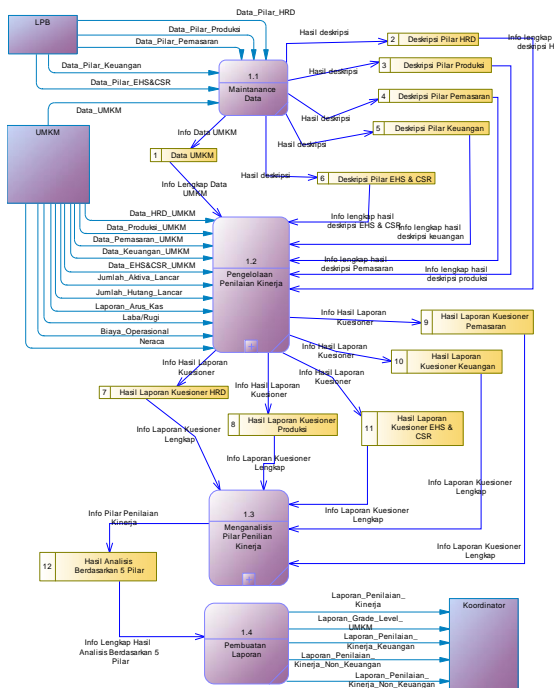 LPB
Data_Pilar_HRD
Data_Pilar_Produksi
Data_Pilar_Pemasaran
Data_Pilar_Keuangan
Data_Pilar_EHS&CSR
Data_UMKM
UMKM
1.1
Maintanance
Data
Hasil deskripsi
2 Deskripsi Pilar HRD
Info lengkap
deskripsi H
Hasil deskripsi
3 Deskripsi Pilar Produksi
Hasil deskripsi
4 Deskripsi Pilar Pemasaran
Hasil deskripsi
5 Deskripsi Pilar Keuangan
Hasil deskripsi
6 Deskripsi Pilar EHS & CSR
Info Data UMKM
1 Data UMKM
Info Lengkap Data
UMKM
Data_HRD_UMKM
Data_Produksi_UMKM
Data_Pemasaran_UMKM
Data_Keuangan_UMKM
Data_EHS&CSR_UMKM
Jumlah_Aktiva_Lancar
Jumlah_Hutang_Lancar
Laporan_Arus_Kas
Laba/Rugi
Biaya_Operasional
Neraca
1.2
Pengelolaan
Penilaian Kinerja
Info lengkap hasil
deskripsi EHS & CSR
Info lengkap hasil
deskripsi keuangan
Info lengkap hasil
deskripsi Pemasaran
Info lengkap hasil
deskripsi produksi
Info Hasil Laporan
Kuesioner
9 Hasil Laporan Kuesioner
Pemasaran
Info Hasil Laporan
Kuesioner
10 Hasil Laporan
Kuesioner Keuangan
Info Hasil Laporan
Kuesioner
11 Hasil Laporan
Kuesioner EHS &
CSR
Info Hasil Laporan
Kuesioner
7 Hasil Laporan Kuesioner HRD
Info Hasil Laporan
Kuesioner
8 Hasil Laporan Kuesioner
Produksi
Info Laporan Kuesioner
Lengkap
Info Laporan Kuesioner
Lengkap
Info Laporan Kuesioner
Lengkap
Info Laporan Kuesioner
Lengkap
Info Laporan Kuesioner
Lengkap
1.3
Menganalisis
Pilar Penilian
Kinerja
Info Pilar Penilaian
Kinerja
12 Hasil Analisis
Berdasarkan 5 Pilar
Info Lengkap Hasil
Analisis Berdasarkan 5
Pilar
1.4
Pembuatan
Laporan
Laporan_Penilaian_
Kinerja
Laporan_Grade_Level_
UMKM
Laporan_Penilaian_
Kinerja_Keuangan
Laporan_Penilaian_
Kinerja_Non_Keuangan
Laporan_Penilaian_
Kinerja_Non_Keuangan
Koordinator